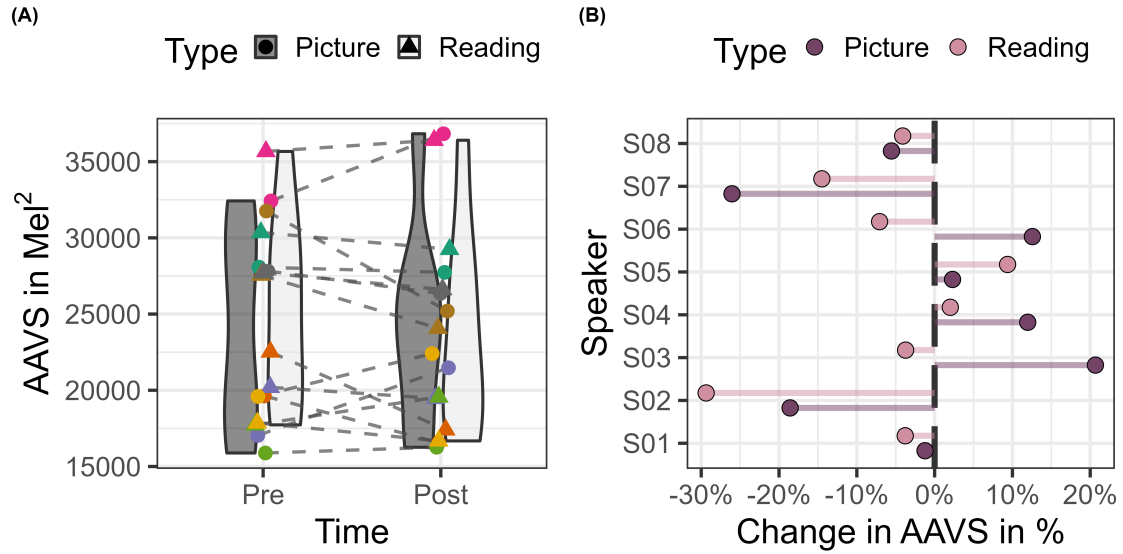 (A)
Type Picture Reading
AAVS in Mel²
35000
30000
25000
20000
15000
Pre Post
Time
(B)
Type Picture Reading
Speaker
S08
S07
S06
S05
S04
S03
S02
S01
-30% -20% -10% 0% 10% 20%
Change in AAVS in %